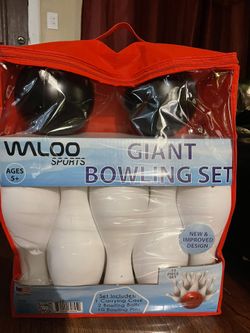 WALOO
SPORTS
GIANT
BOWLING SET
AGES
5+
NEW &
IMPROVED
DESIGN
Set Includes:
Carrying Case
2 Bowling Balls
10 Bowling Pins